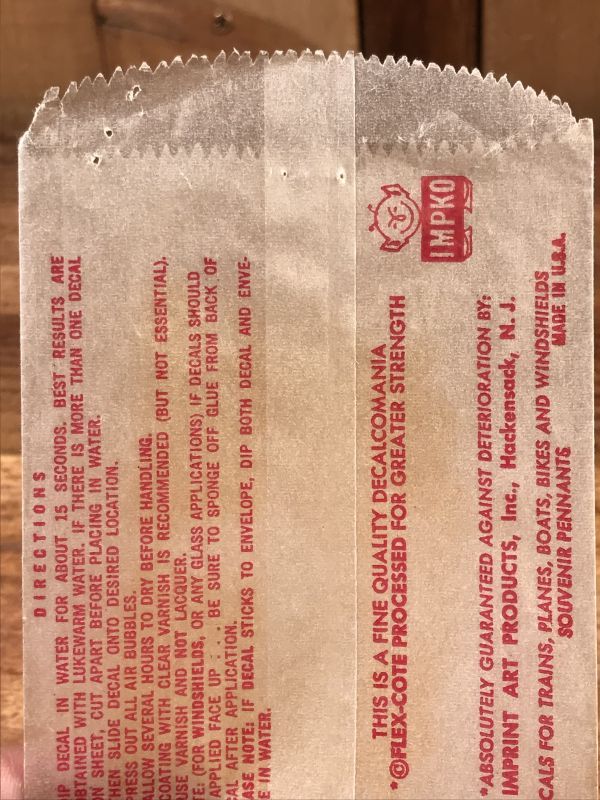 DIRECTIONS
IP DECAL IN WATER FOR ABOUT 15 SECONDS. BEST RESULTS ARE
BTAINED WITH LUKEWARM WATER. IF THERE IS MORE THAN ONE DECAL
N SHEET, CUT APART BEFORE PLACING IN WATER.
HEN SLIDE DECAL ONTO DESIRED LOCATION.
PRESS OUT ALL AIR BUBBLES.
ALLOW SEVERAL HOURS TO DRY BEFORE HANDLING.
COATING WITH CLEAR VARNISH IS RECOMMENDED (BUT NOT ESSENTIAL),
USE VARNISH AND NOT LACQUER.
TE: (FOR WINDSHIELDS, OR ANY GLASS APPLICATIONS) IF DECALS SHOULD
APPLIED FACE UP . . . . BE SURE TO SPONGE OFF GLUE FROM BACK OF
CAL AFTER APPLICATION.
ASE NOTE: IF DECAL STICKS TO ENVELOPE, DIP BOTH DECAL AND ENVE-
E IN WATER.
IMPKO
THIS IS A FINE QUALITY DECALCOMANIA
*©FLEX-COTE PROCESSED FOR GREATER STRENGTH
*ABSOLUTELY GUARANTEED AGAINST DETERIORATION BY:
IMPRINT ART PRODUCTS, Inc., Hackensack, N. J.
CALS FOR TRAINS, PLANES, BOATS, BIKES AND WINDSHIELDS
SOUVENIR PENNANTS MADE IN U.S.A.